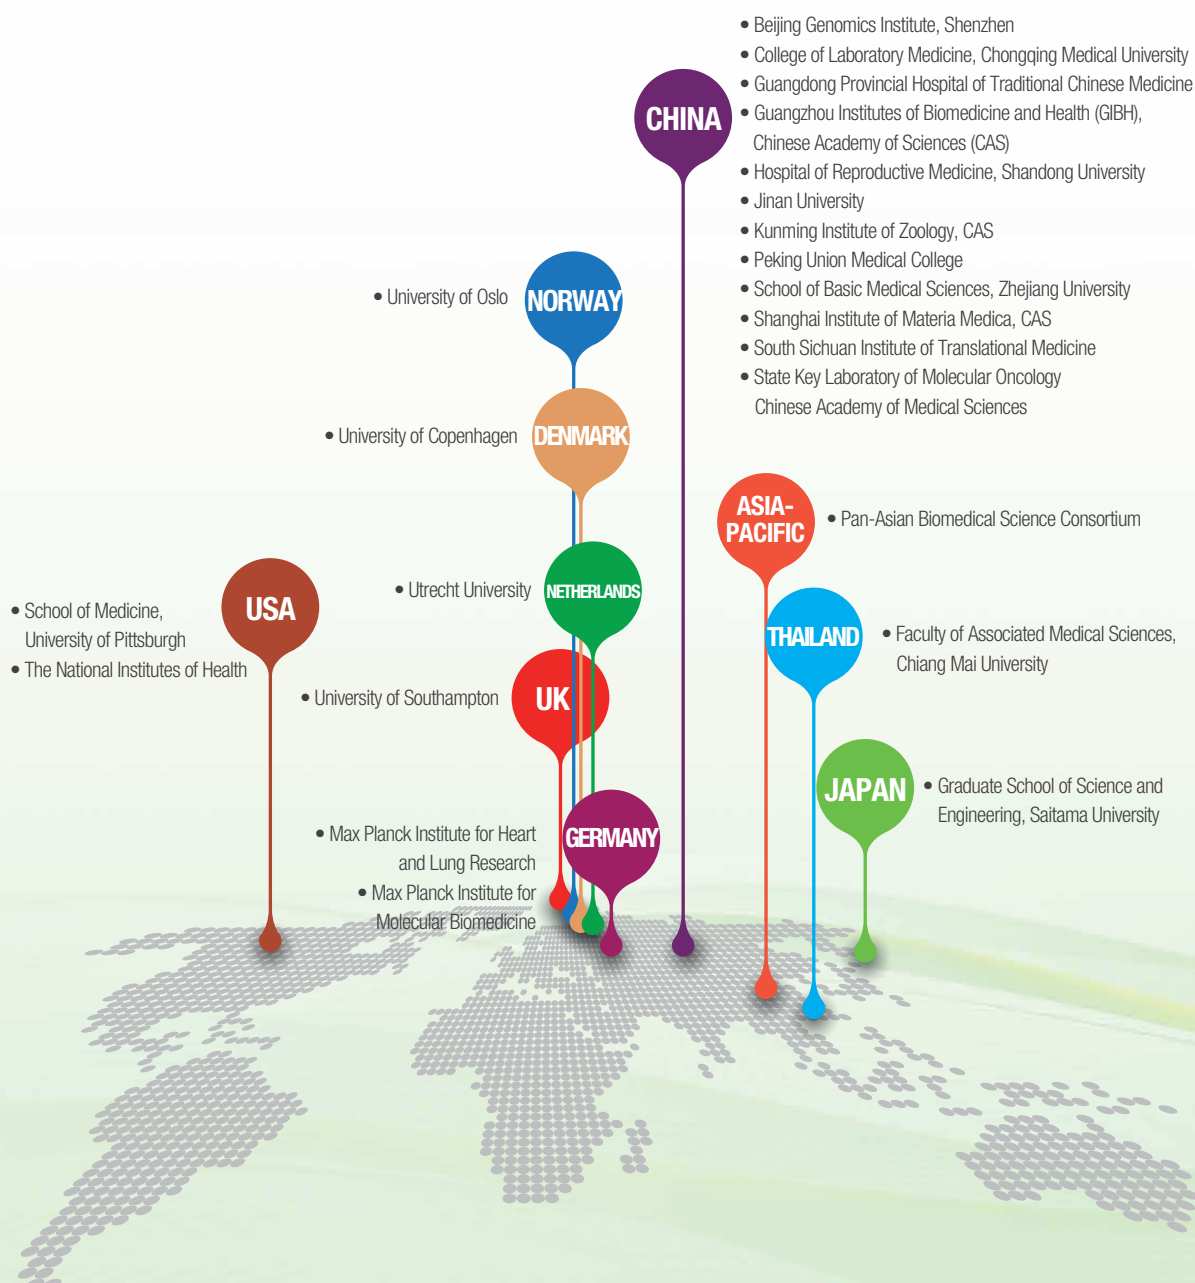 CHINA
• Beijing Genomics Institute, Shenzhen
• College of Laboratory Medicine, Chongqing Medical University
• Guangdong Provincial Hospital of Traditional Chinese Medicine
• Guangzhou Institutes of Biomedicine and Health (GIBH),
Chinese Academy of Sciences (CAS)
• Hospital of Reproductive Medicine, Shandong University
• Jinan University
• Kunming Institute of Zoology, CAS
• Peking Union Medical College
• School of Basic Medical Sciences, Zhejiang University
• Shanghai Institute of Materia Medica, CAS
• South Sichuan Institute of Translational Medicine
• State Key Laboratory of Molecular Oncology
Chinese Academy of Medical Sciences
NORWAY
• University of Oslo
DENMARK
• University of Copenhagen
ASIA-
PACIFIC
• Pan-Asian Biomedical Science Consortium
NETHERLANDS
• Utrecht University
USA
• School of Medicine,
University of Pittsburgh
• The National Institutes of Health
THAILAND
• Faculty of Associated Medical Sciences,
Chiang Mai University
UK
• University of Southampton
JAPAN
• Graduate School of Science and
Engineering, Saitama University
GERMANY
• Max Planck Institute for Heart
and Lung Research
• Max Planck Institute for
Molecular Biomedicine